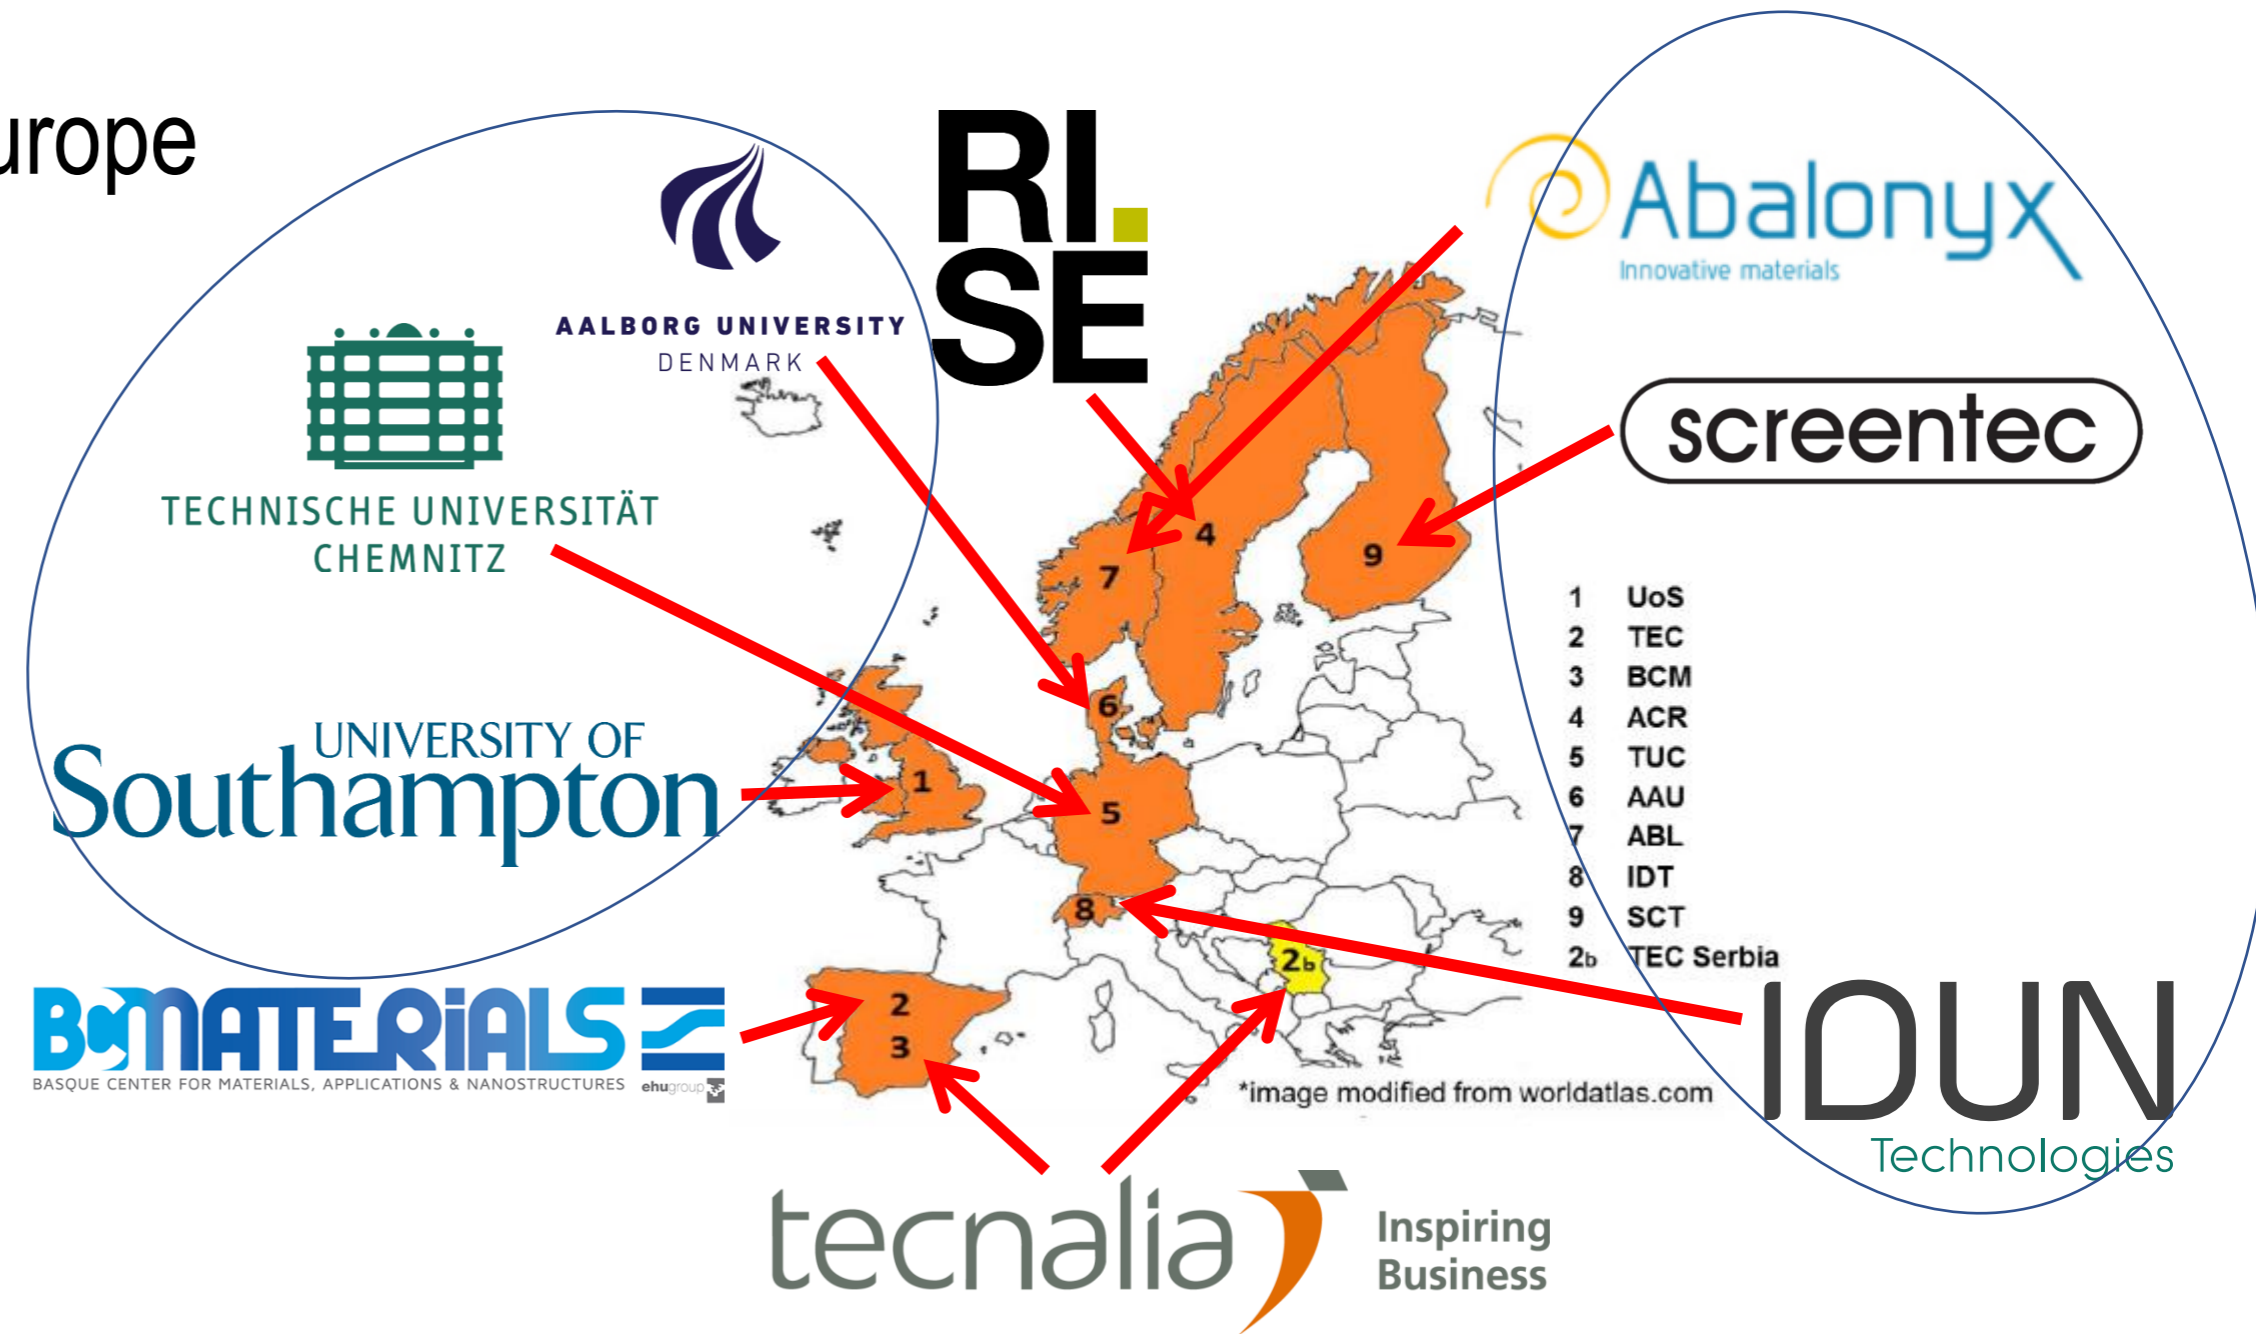 urope
AALBORG UNIVERSITY
DENMARK
RI.
SE
Abalonyx
Innovative materials
TECHNISCHE UNIVERSITÄT
CHEMNITZ
screentec
UNIVERSITY OF
Southampton
BCMATERiALS
BASQUE CENTER FOR MATERIALS, APPLICATIONS & NANOSTRUCTURES
ehugroup
4
9
7
6
1
5
8
2b
2
3
1 UoS
2 TEC
3 BCM
4 ACR
5 TUC
6 AAU
7 ABL
8 IDT
9 SCT
2b TEC Serbia
*image modified from worldatlas.com
IDUN
Technologies
tecnalia
Inspiring
Business